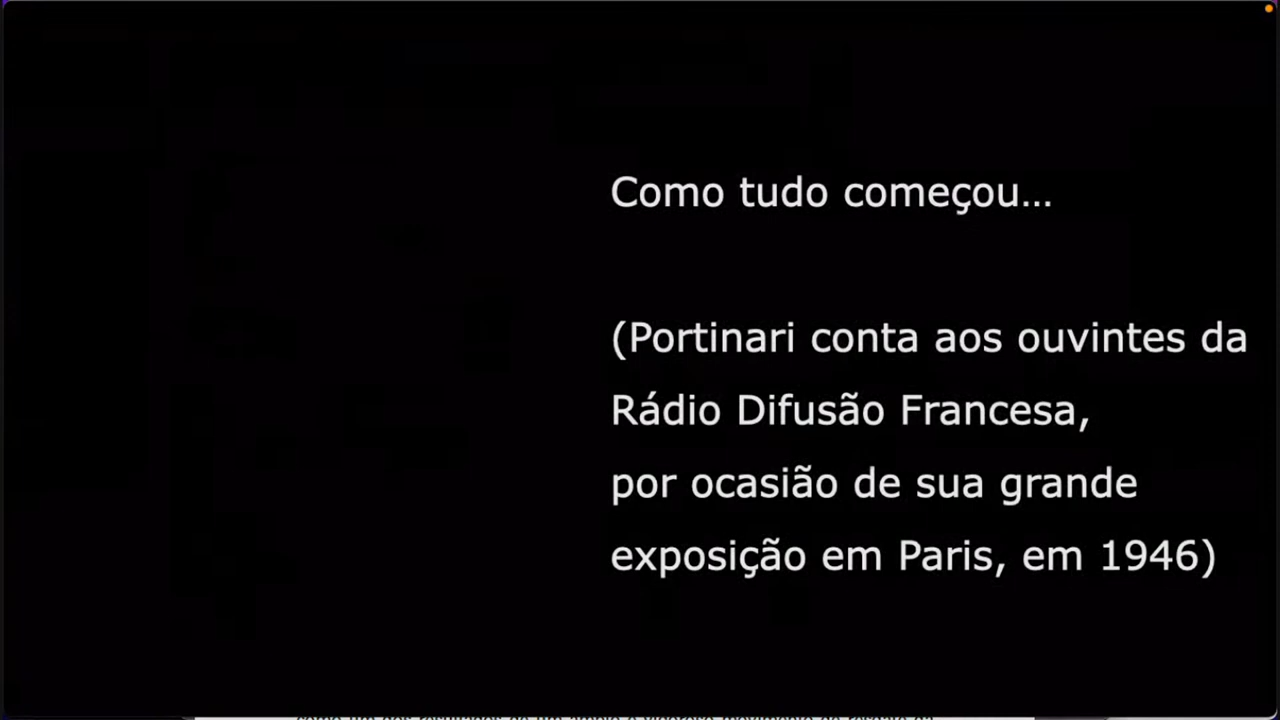 Como tudo começou...
(Portinari conta aos ouvintes da
Rádio Difusão Francesa,
por ocasião de sua grande
exposição em Paris, em 1946)